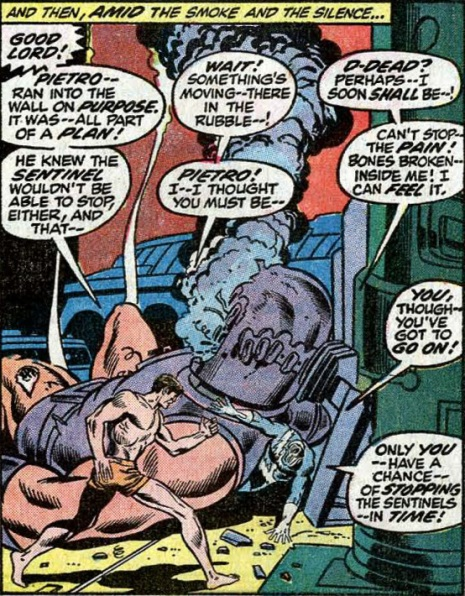 AND THEN, AMID THE SMOKE AND THE SILENCE...
GOOD
LORD!
PIETRO--
RAN INTO THE
WALL ON PURPOSE.
IT WAS--ALL PART
OF A PLAN!
HE KNEW THE
SENTINEL
WOULDN'T BE
ABLE TO STOP,
EITHER, AND
THAT--
WAIT!
SOMETHING'S
MOVING--THERE
IN THE
RUBBLE--!
PIETRO!
I--I THOUGHT
YOU MUST BE--
D-DEAD?
PERHAPS--I
SOON SHALL BE--!
CAN'T STOP--
THE PAIN!
BONES BROKEN--
INSIDE ME! I
CAN FEEL IT.
YOU,
THOUGH--
YOU'VE
GOT TO
GO ON!
ONLY YOU
--HAVE A
CHANCE--
OF STOPPING
THE SENTINELS
--IN TIME!